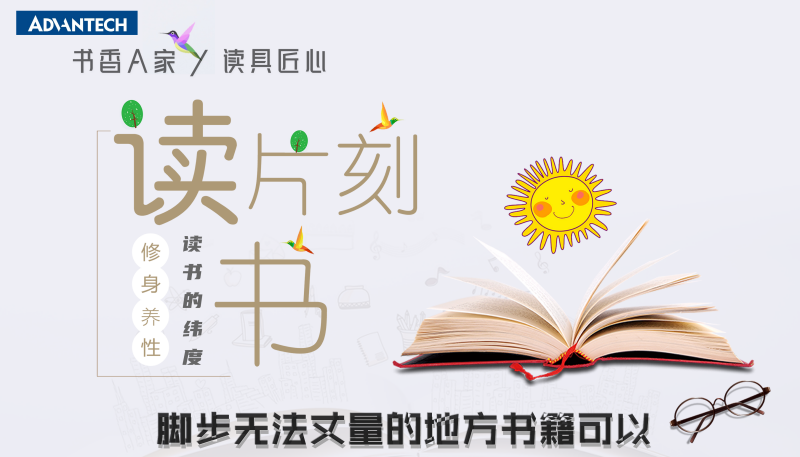 ADVANTECH
书香A家 / 读具匠心
读片刻
书
读书的纬度
修身养性
脚步无法丈量的地方书籍可以